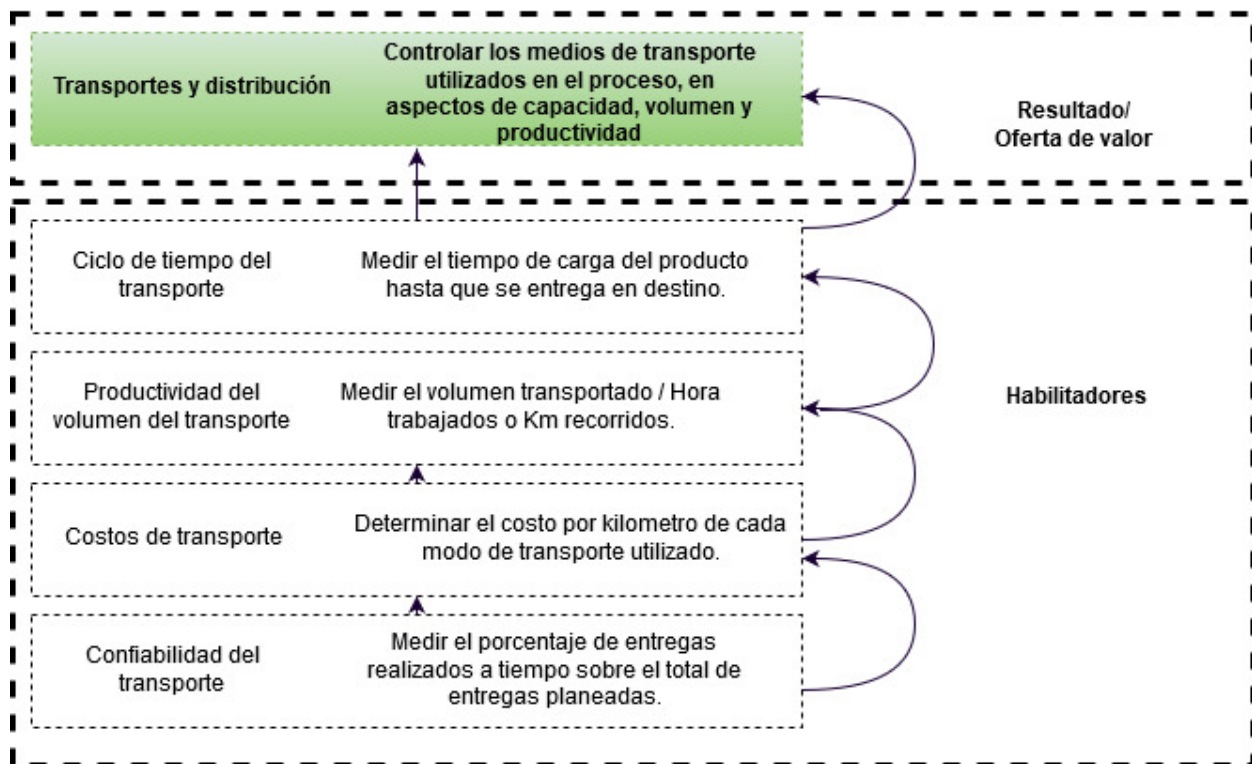 Transportes y distribución
Controlar los medios de transporte
utilizados en el proceso, en
aspectos de capacidad, volumen y
productividad
Resultado/
Oferta de valor
Ciclo de tiempo del
transporte
Medir el tiempo de carga del producto
hasta que se entrega en destino.
Productividad del
volumen del transporte
Medir el volumen transportado / Hora
trabajados o Km recorridos.
Habilitadores
Costos de transporte
Determinar el costo por kilometro de cada
modo de transporte utilizado.
Confiabilidad del
transporte
Medir el porcentaje de entregas
realizados a tiempo sobre el total de
entregas planeadas.